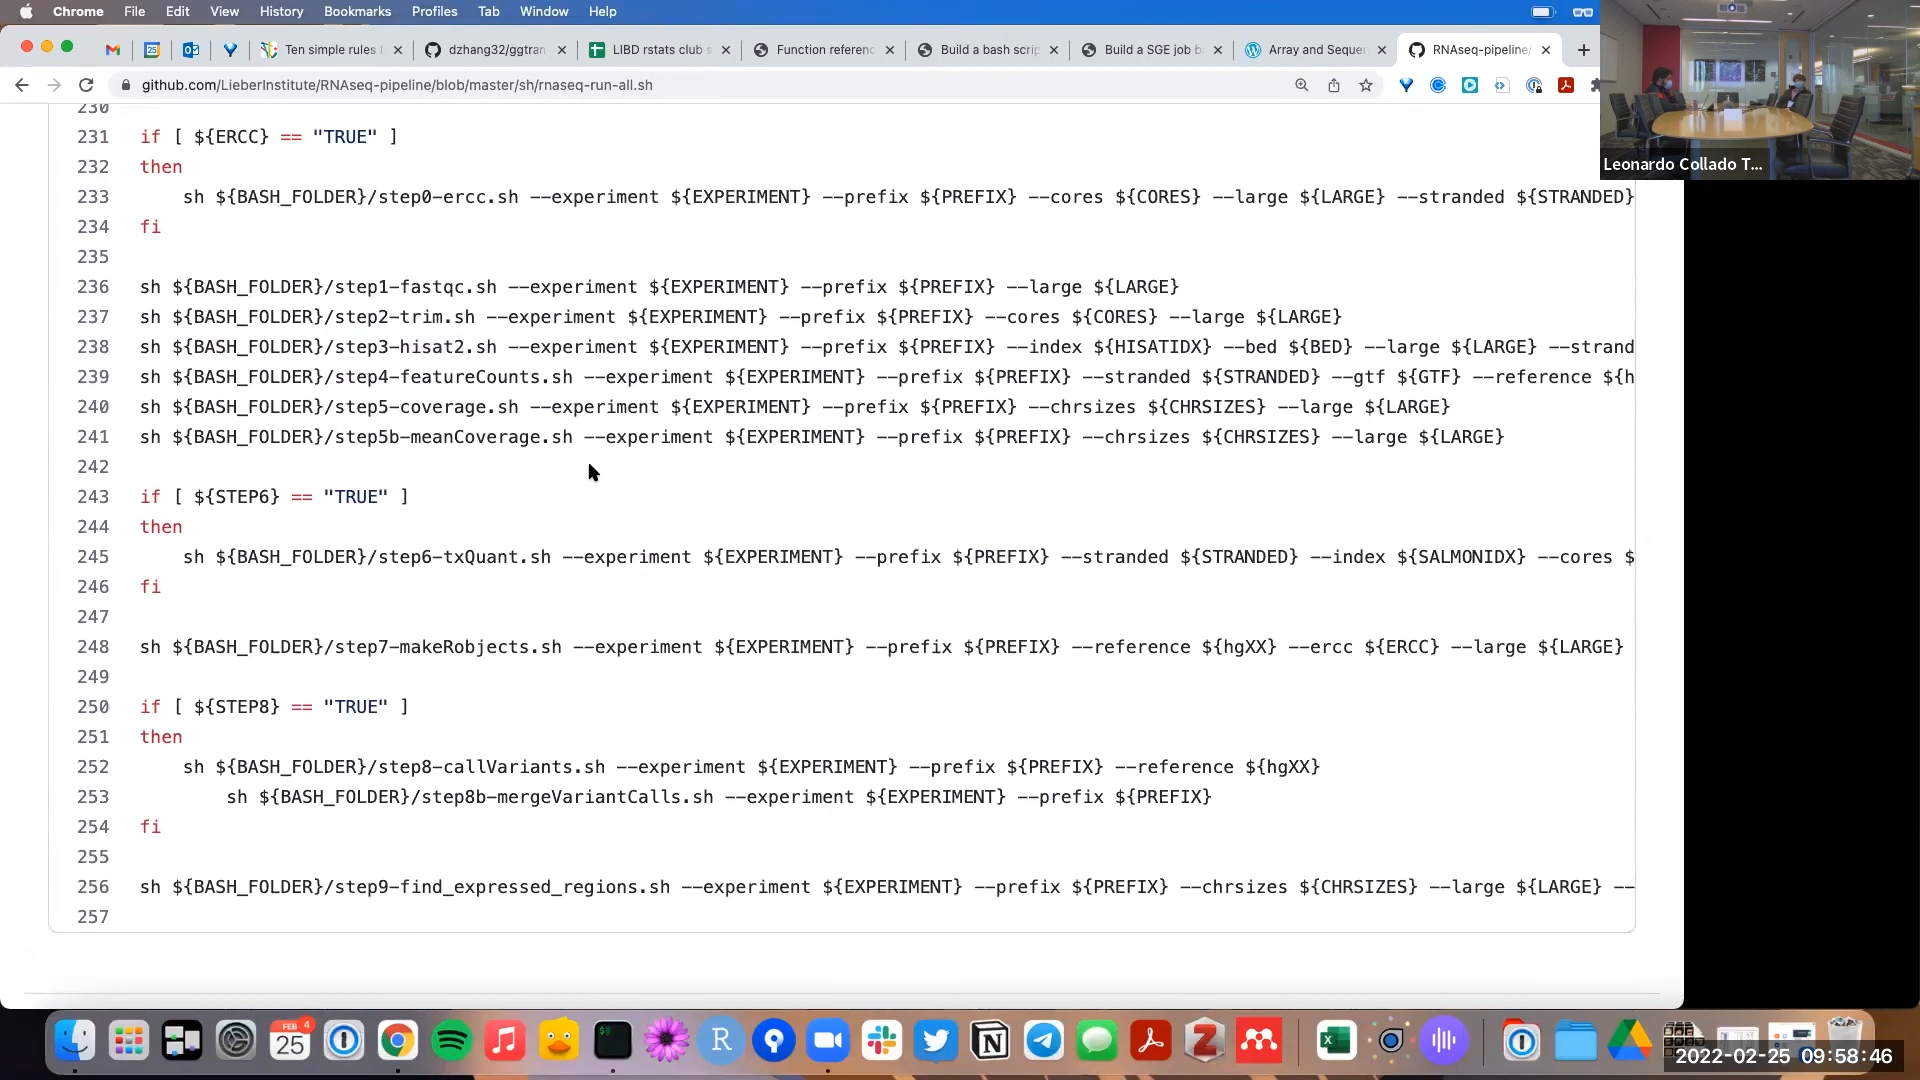 Chrome File Edit View History Bookmarks Profiles Tab Window Help
Ten simple rules f
dzhang32/ggtran
LIBD rstats club s
Function referenc
Build a bash scrip
Build a SGE job b
Array and Sequen
RNAseq-pipeline/
github.com/LieberInstitute/RNAseq-pipeline/blob/master/sh/rnaseq-run-all.sh
Leonardo Collado T...
230
231 if [ ${ERCC} == "TRUE" ]
232 then
233 sh ${BASH_FOLDER}/step0-ercc.sh --experiment ${EXPERIMENT} --prefix ${PREFIX} --cores ${CORES} --large ${LARGE} --stranded ${STRANDED}
234 fi
235
236 sh ${BASH_FOLDER}/step1-fastqc.sh --experiment ${EXPERIMENT} --prefix ${PREFIX} --large ${LARGE}
237 sh ${BASH_FOLDER}/step2-trim.sh --experiment ${EXPERIMENT} --prefix ${PREFIX} --cores ${CORES} --large ${LARGE}
238 sh ${BASH_FOLDER}/step3-hisat2.sh --experiment ${EXPERIMENT} --prefix ${PREFIX} --index ${HISATIDX} --bed ${BED} --large ${LARGE} --strand
239 sh ${BASH_FOLDER}/step4-featureCounts.sh --experiment ${EXPERIMENT} --prefix ${PREFIX} --stranded ${STRANDED} --gtf ${GTF} --reference ${h
240 sh ${BASH_FOLDER}/step5-coverage.sh --experiment ${EXPERIMENT} --prefix ${PREFIX} --chrsizes ${CHRSIZES} --large ${LARGE}
241 sh ${BASH_FOLDER}/step5b-meanCoverage.sh --experiment ${EXPERIMENT} --prefix ${PREFIX} --chrsizes ${CHRSIZES} --large ${LARGE}
242
243 if [ ${STEP6} == "TRUE" ]
244 then
245 sh ${BASH_FOLDER}/step6-txQuant.sh --experiment ${EXPERIMENT} --prefix ${PREFIX} --stranded ${STRANDED} --index ${SALMONIDX} --cores $
246 fi
247
248 sh ${BASH_FOLDER}/step7-makeRobjects.sh --experiment ${EXPERIMENT} --prefix ${PREFIX} --reference ${hgXX} --ercc ${ERCC} --large ${LARGE}
249
250 if [ ${STEP8} == "TRUE" ]
251 then
252 sh ${BASH_FOLDER}/step8-callVariants.sh --experiment ${EXPERIMENT} --prefix ${PREFIX} --reference ${hgXX}
253 sh ${BASH_FOLDER}/step8b-mergeVariantCalls.sh --experiment ${EXPERIMENT} --prefix ${PREFIX}
254 fi
255
256 sh ${BASH_FOLDER}/step9-find_expressed_regions.sh --experiment ${EXPERIMENT} --prefix ${PREFIX} --chrsizes ${CHRSIZES} --large ${LARGE} --
257
FEB 4
25
2022-02-25 09:58:46